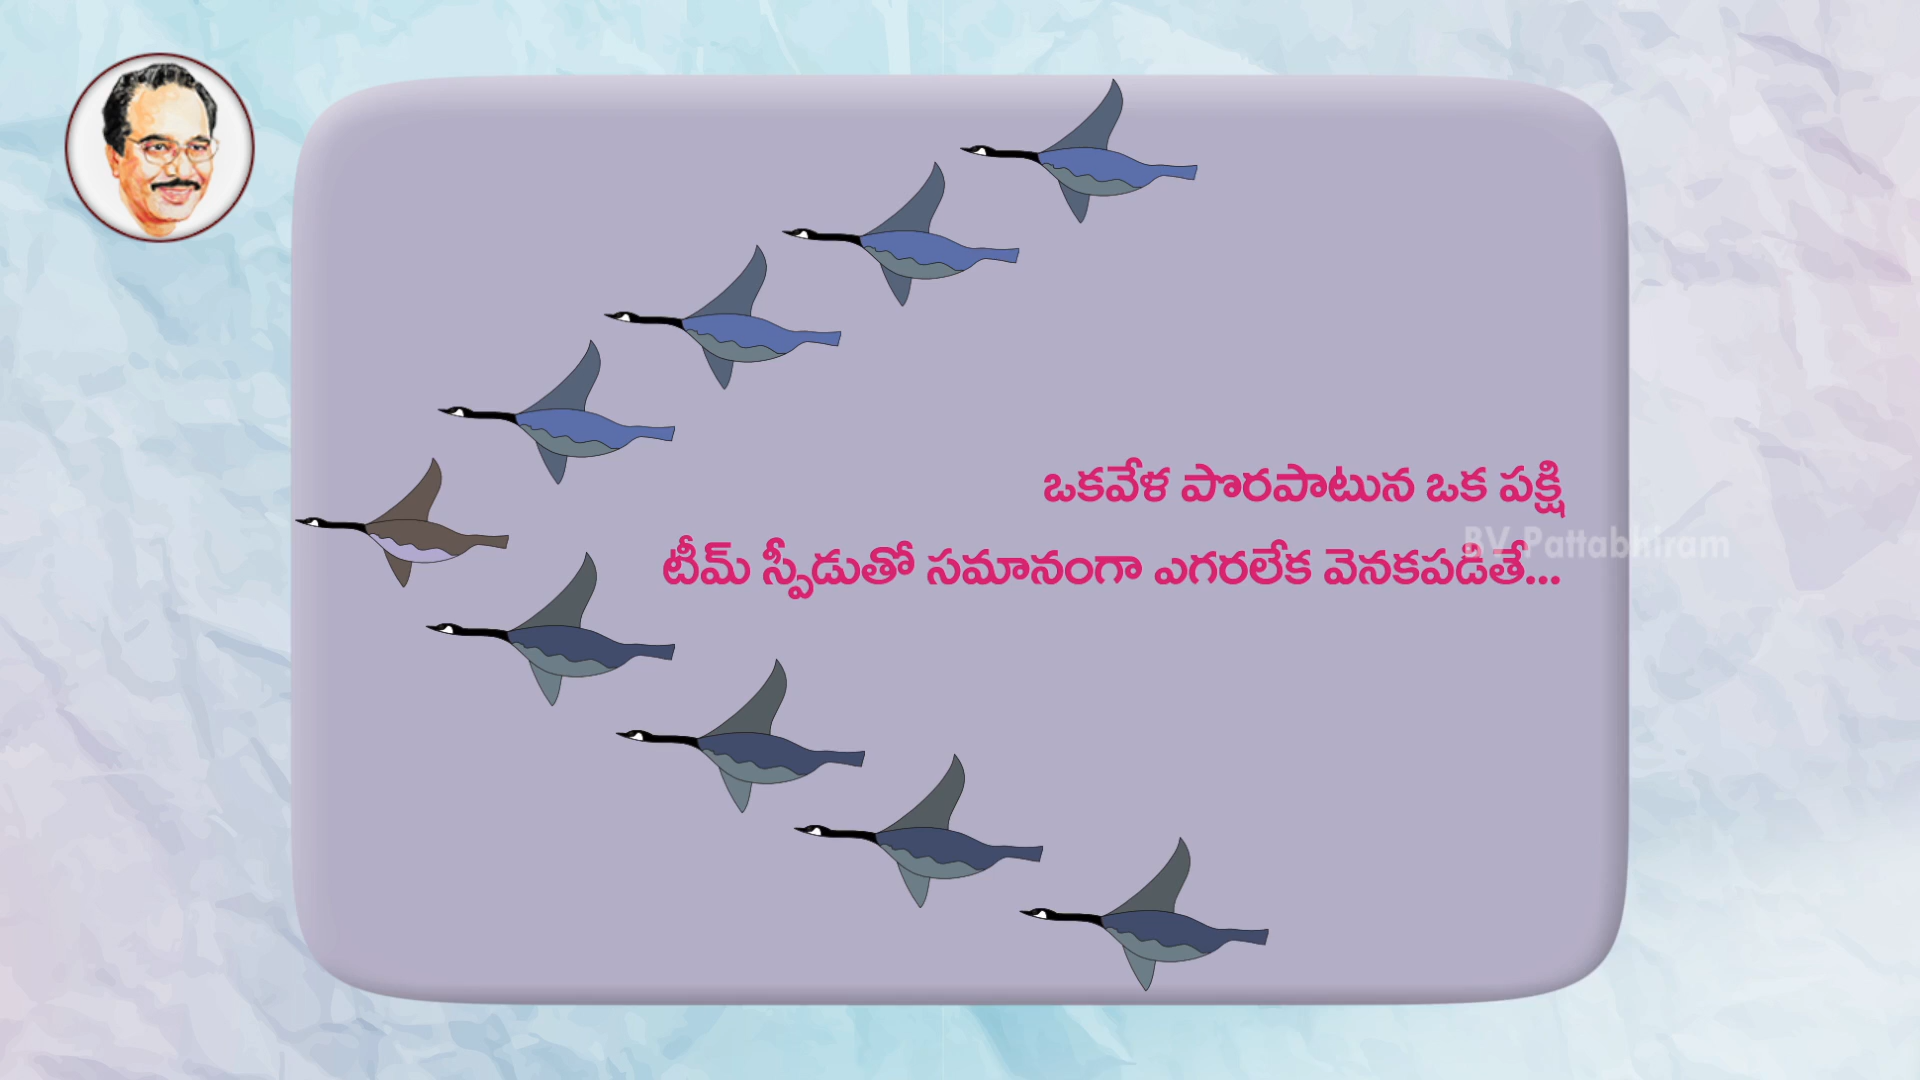 ఒకవేళ పొరపాటున ఒక పక్షి
టీమ్ స్పీడుతో సమానంగా ఎగరలేక వెనకపడితే...
BV Pattabhiram